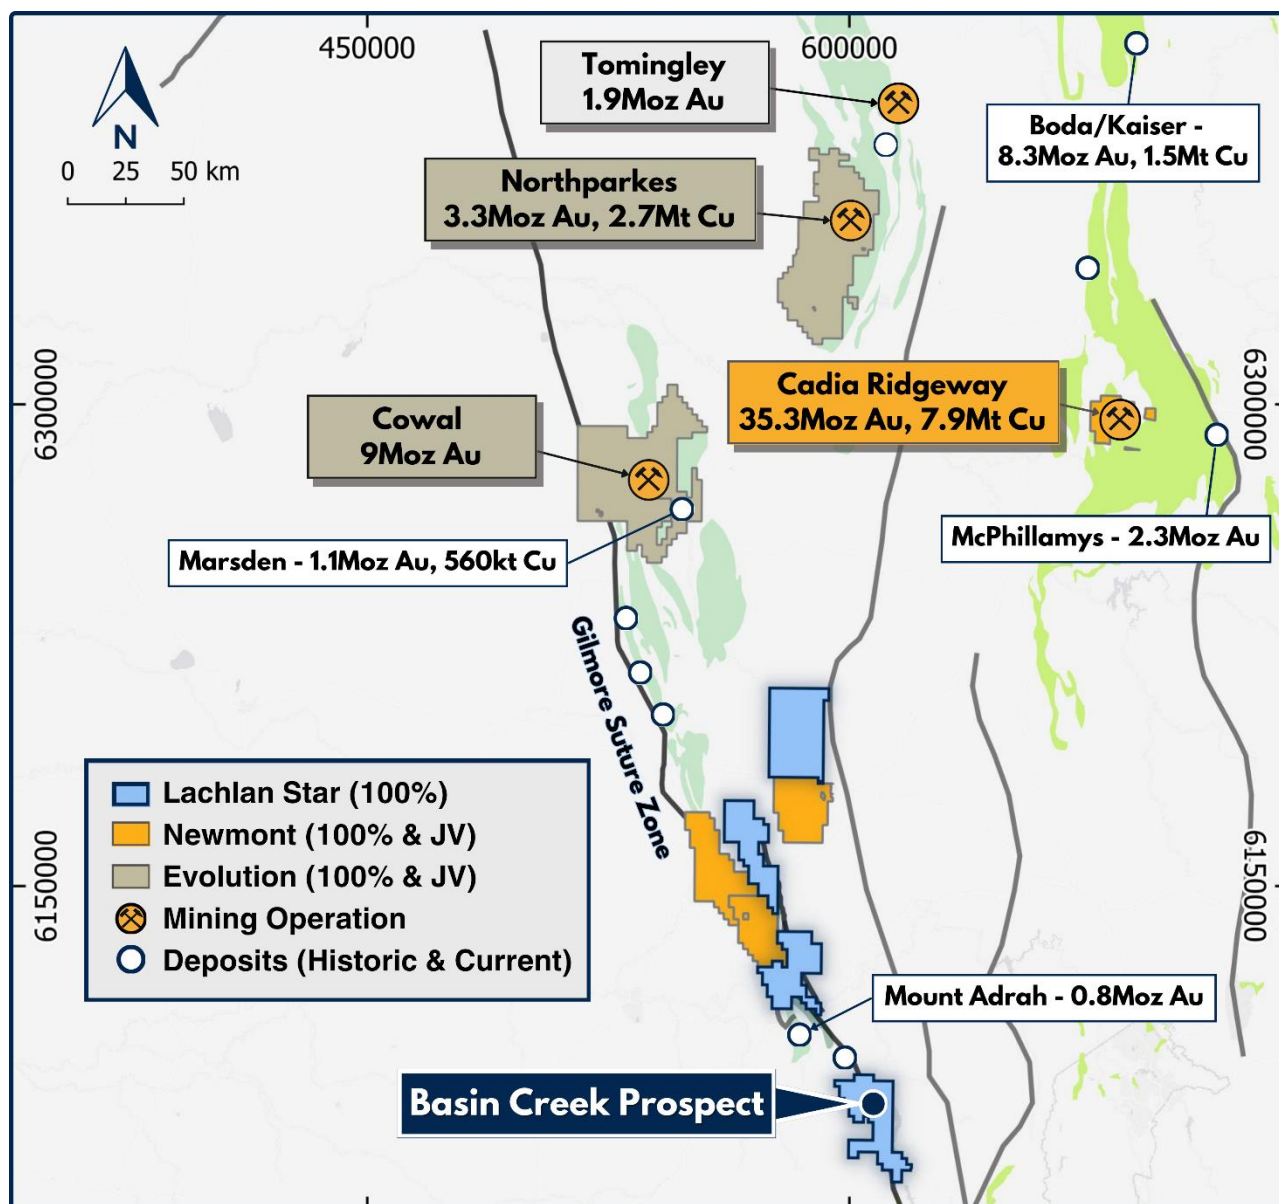 450000
600000
N
0 25 50 km
Tomingley
1.9Moz Au
Boda/Kaiser -
8.3Moz Au, 1.5Mt Cu
Northparkes
3.3Moz Au, 2.7Mt Cu
6300000
6300000
Cadia Ridgeway
35.3Moz Au, 7.9Mt Cu
Cowal
9Moz Au
McPhillamys - 2.3Moz Au
Marsden - 1.1Moz Au, 560kt Cu
Gilmore Suture Zone
Lachlan Star (100%)
Newmont (100% & JV)
Evolution (100% & JV)
Mining Operation
Deposits (Historic & Current)
6150000
6150000
Mount Adrah - 0.8Moz Au
Basin Creek Prospect